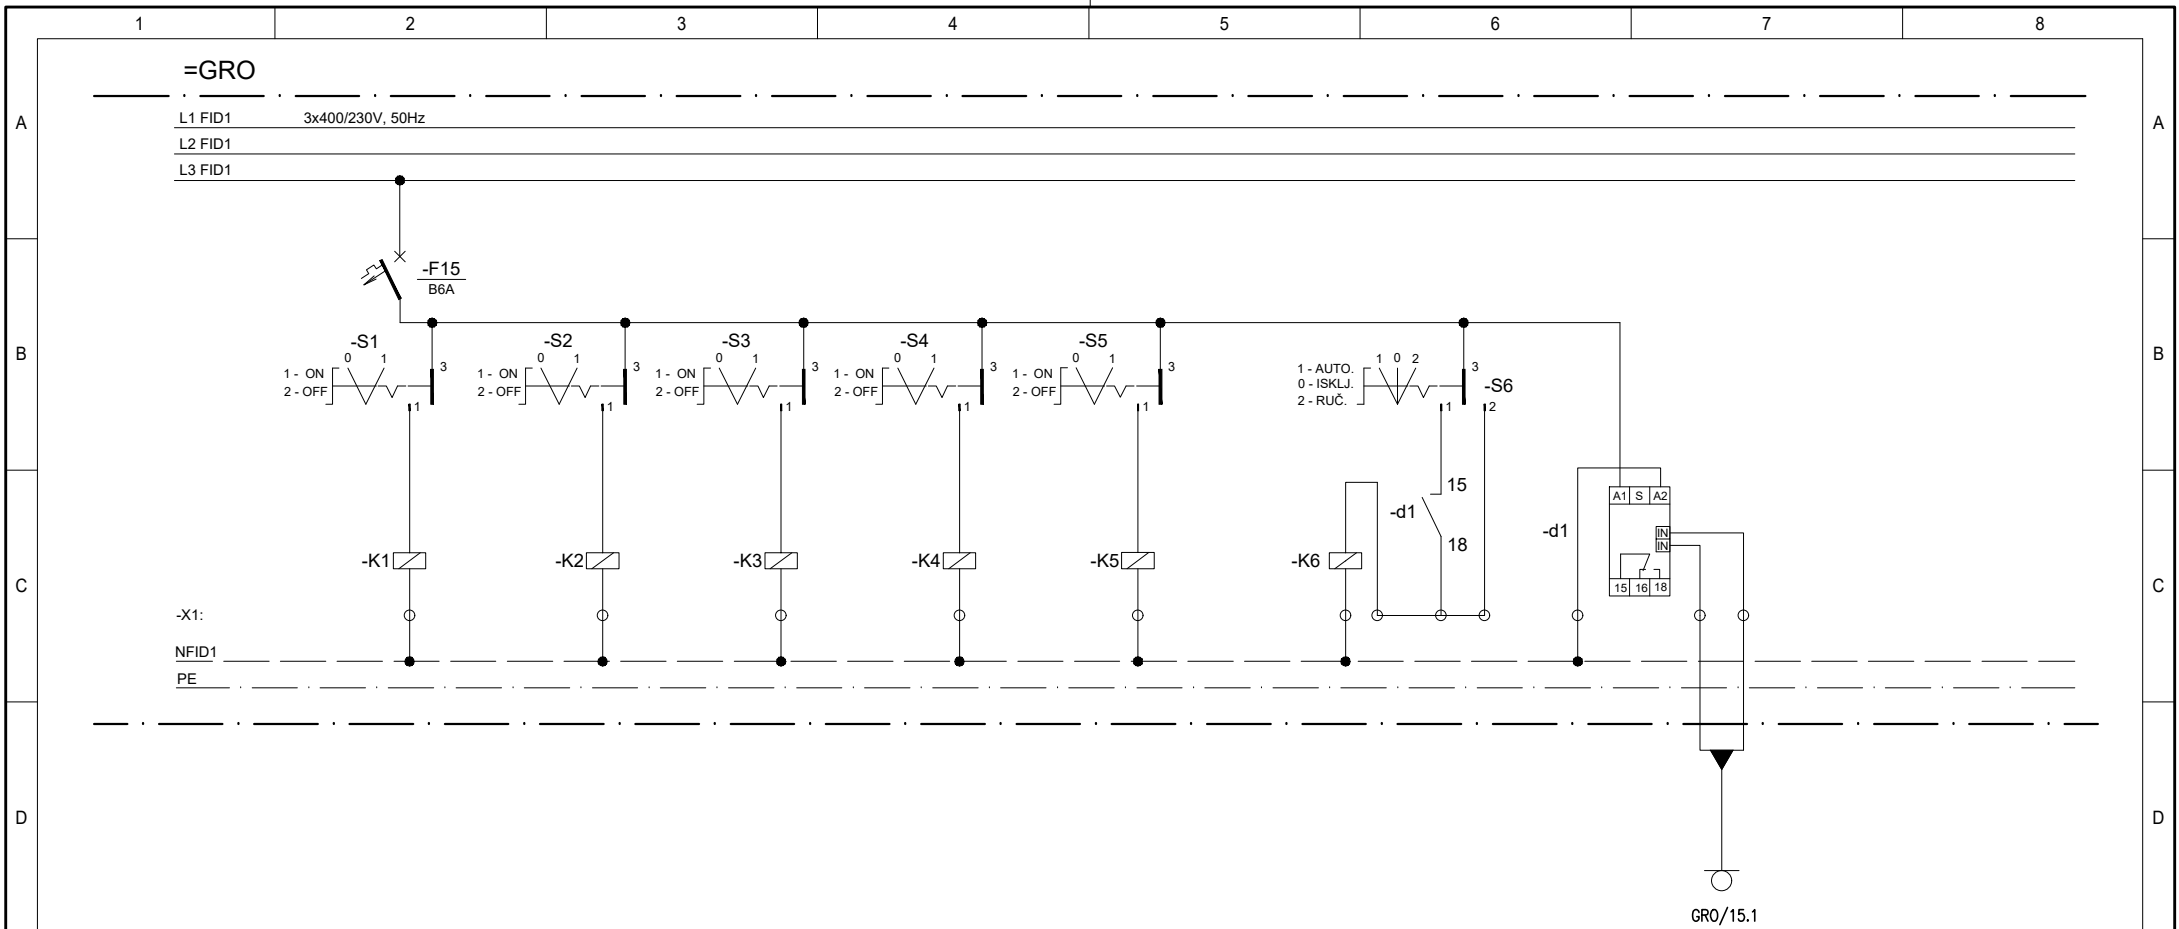 1 2 3 4 5 6 7 8
=GRO
A A
L1 FID1 3x400/230V, 50Hz
L2 FID1
L3 FID1
-F15
B6A
B B
-S1 -S2 -S3 -S4 -S5
0 1 3 0 1 3 0 1 3 0 1 3 0 1 3 1 0 2 3
1 - ON 1 - ON 1 - ON 1 - ON 1 - ON 1 - AUTO.
2 - OFF 2 - OFF 2 - OFF 2 - OFF 2 - OFF 0 - ISKLJ. -S6
2 - RUČ.
1 1 1 1 1 1 2
15
A1 S A2
-d1 -d1
IN
IN
18
-K1 -K2 -K3 -K4 -K5 -K6
C C
15 16 18
-X1:
NFID1
PE
D D
GRO/15.1